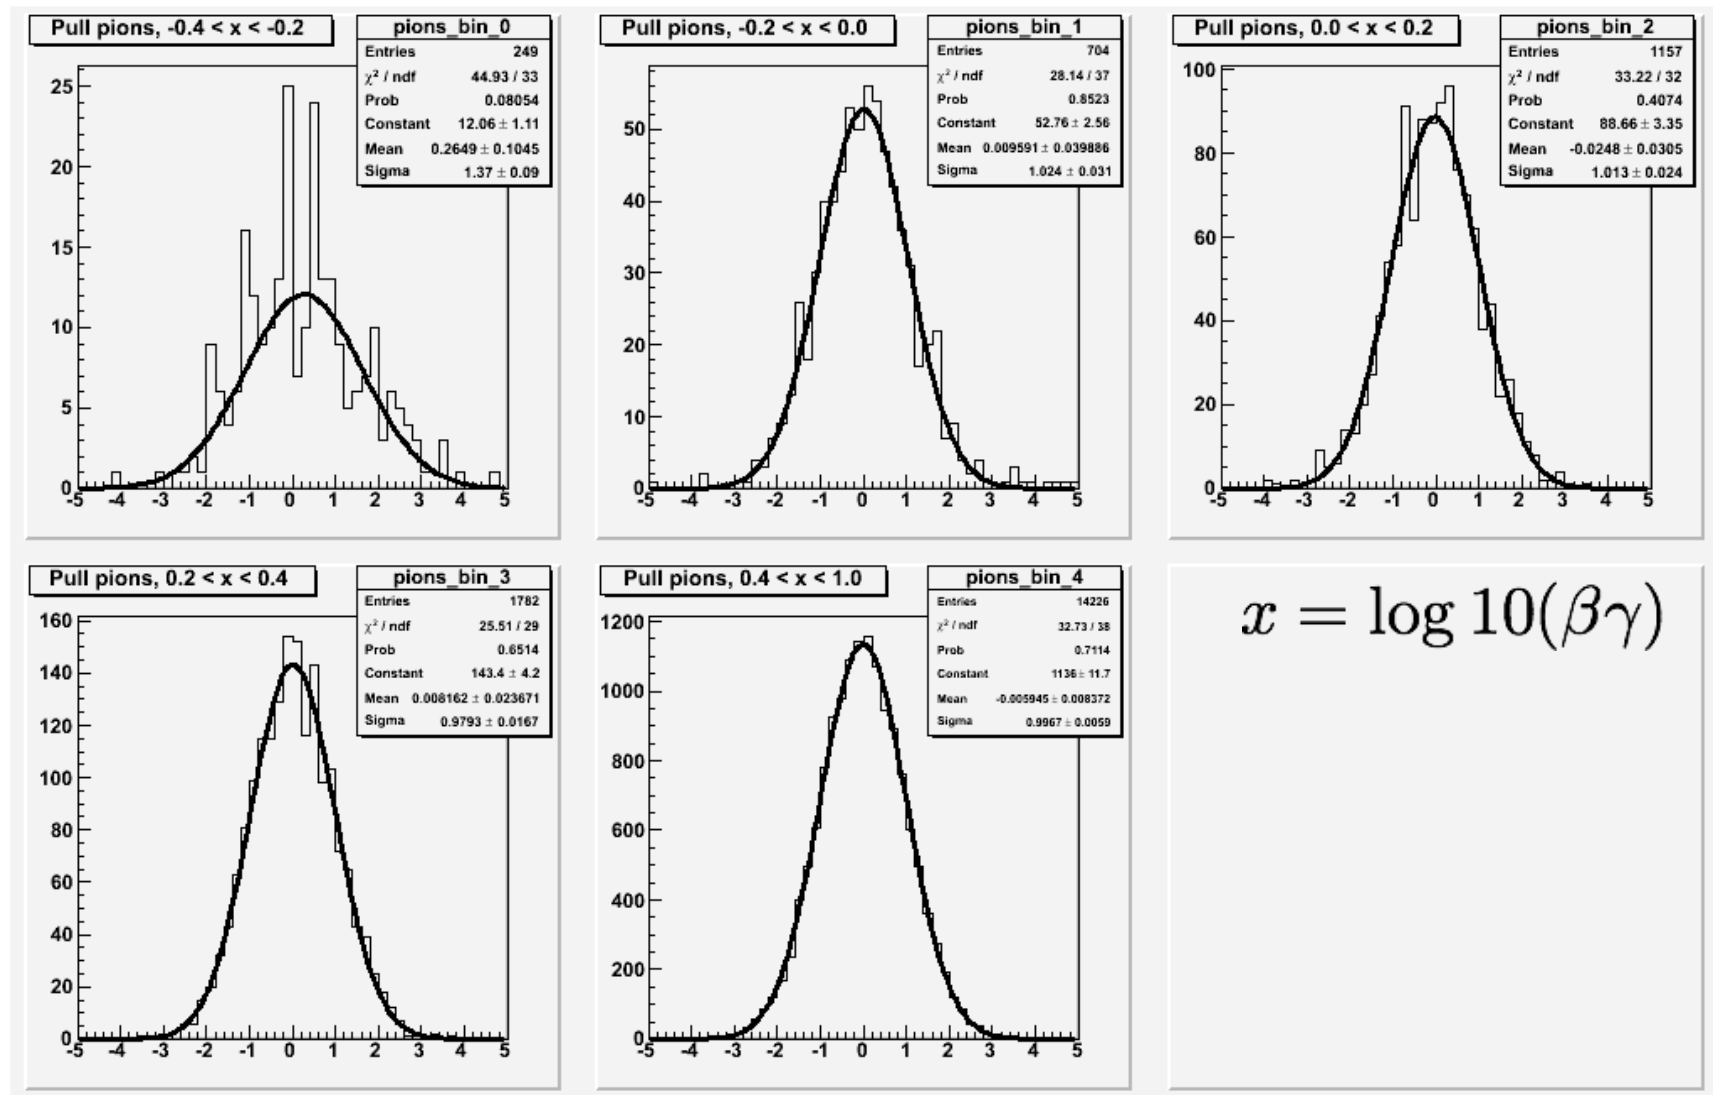 Pull pions, -0.4 < x < -0.2
pions_bin_0
Entries 249
χ² / ndf 44.93 / 33
Prob 0.08054
Constant 12.06 ± 1.11
Mean 0.2649 ± 0.1045
Sigma 1.37 ± 0.09
25
20
15
10
5
0
-5 -4 -3 -2 -1 0 1 2 3 4 5
Pull pions, -0.2 < x < 0.0
pions_bin_1
Entries 704
χ² / ndf 28.14 / 37
Prob 0.8523
Constant 52.76 ± 2.56
Mean 0.009591 ± 0.039886
Sigma 1.024 ± 0.031
50
40
30
20
10
0
-5 -4 -3 -2 -1 0 1 2 3 4 5
Pull pions, 0.0 < x < 0.2
pions_bin_2
Entries 1157
χ² / ndf 33.22 / 32
Prob 0.4074
Constant 88.66 ± 3.35
Mean -0.0248 ± 0.0305
Sigma 1.013 ± 0.024
100
80
60
40
20
0
-5 -4 -3 -2 -1 0 1 2 3 4 5
Pull pions, 0.2 < x < 0.4
pions_bin_3
Entries 1782
χ² / ndf 25.51 / 29
Prob 0.6514
Constant 143.4 ± 4.2
Mean 0.008162 ± 0.023671
Sigma 0.9793 ± 0.0167
160
140
120
100
80
60
40
20
0
-5 -4 -3 -2 -1 0 1 2 3 4 5
Pull pions, 0.4 < x < 1.0
pions_bin_4
Entries 14226
χ² / ndf 32.73 / 38
Prob 0.7114
Constant 1136 ± 11.7
Mean -0.005945 ± 0.008372
Sigma 0.9967 ± 0.0059
1200
1000
800
600
400
200
0
-5 -4 -3 -2 -1 0 1 2 3 4 5
x = log 10(βγ)